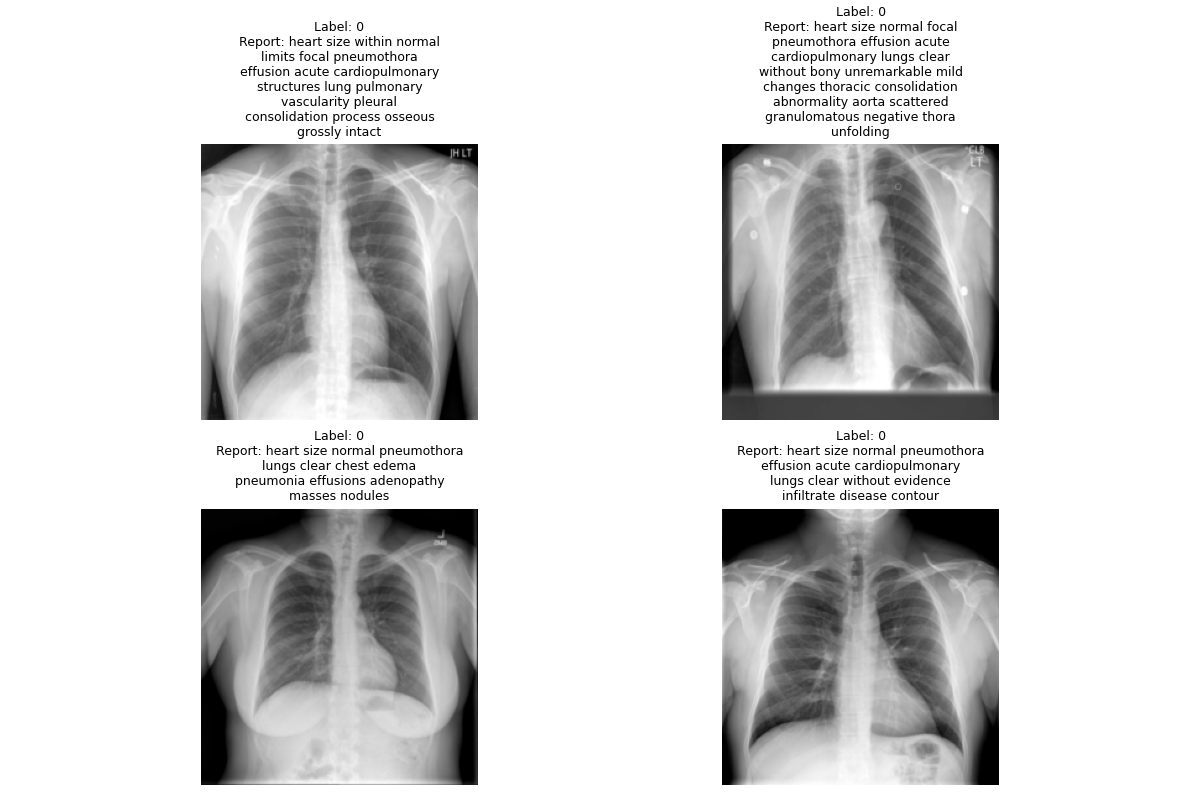 Label: 0
Report: heart size within normal
limits focal pneumothora
effusion acute cardiopulmonary
structures lung pulmonary
vascularity pleural
consolidation process osseous
grossly intact
JH LT
Label: 0
Report: heart size normal focal
pneumothora effusion acute
cardiopulmonary lungs clear
without bony unremarkable mild
changes thoracic consolidation
abnormality aorta scattered
granulomatous negative thora
unfolding
CLB
LT
Label: 0
Report: heart size normal pneumothora
lungs clear chest edema
pneumonia effusions adenopathy
masses nodules
Label: 0
Report: heart size normal pneumothora
effusion acute cardiopulmonary
lungs clear without evidence
infiltrate disease contour